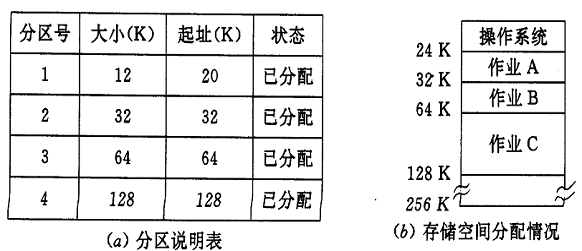 分区号 大小(K) 起址(K) 状态
1 12 20 已分配
2 32 32 已分配
3 64 64 已分配
4 128 128 已分配
(a) 分区说明表
操作系统
24 K
作业 A
32 K
作业 B
64 K
作业 C
128 K
256 K
(b) 存储空间分配情况